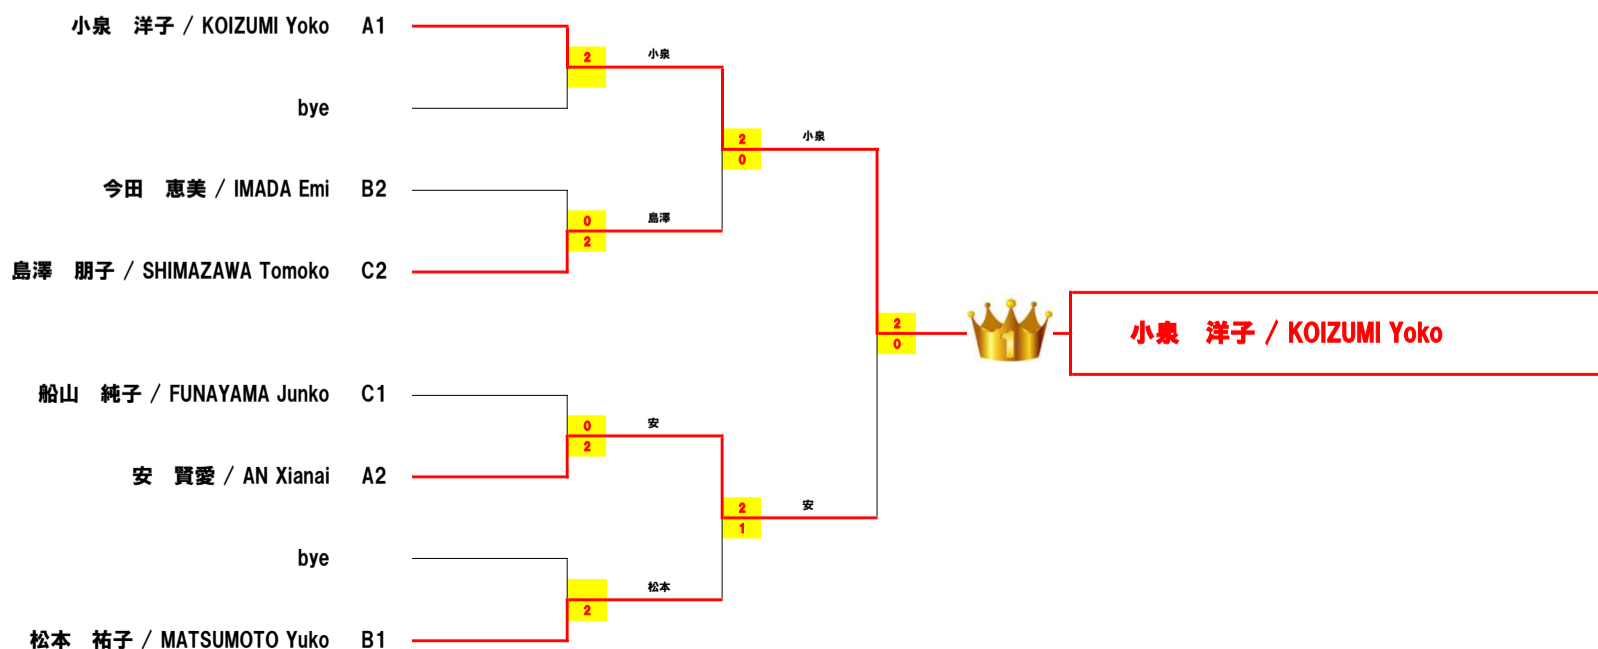 小泉　洋子 / KOIZUMI Yoko A1
2 小泉
bye
2 小泉
0
今田　恵美 / IMADA Emi B2
0 島澤
2
島澤　朋子 / SHIMAZAWA Tomoko C2
2
0
1
小泉　洋子 / KOIZUMI Yoko
船山　純子 / FUNAYAMA Junko C1
0 安
2
安　賢愛 / AN Xianai A2
2 安
1
bye
松本
2
松本　祐子 / MATSUMOTO Yuko B1